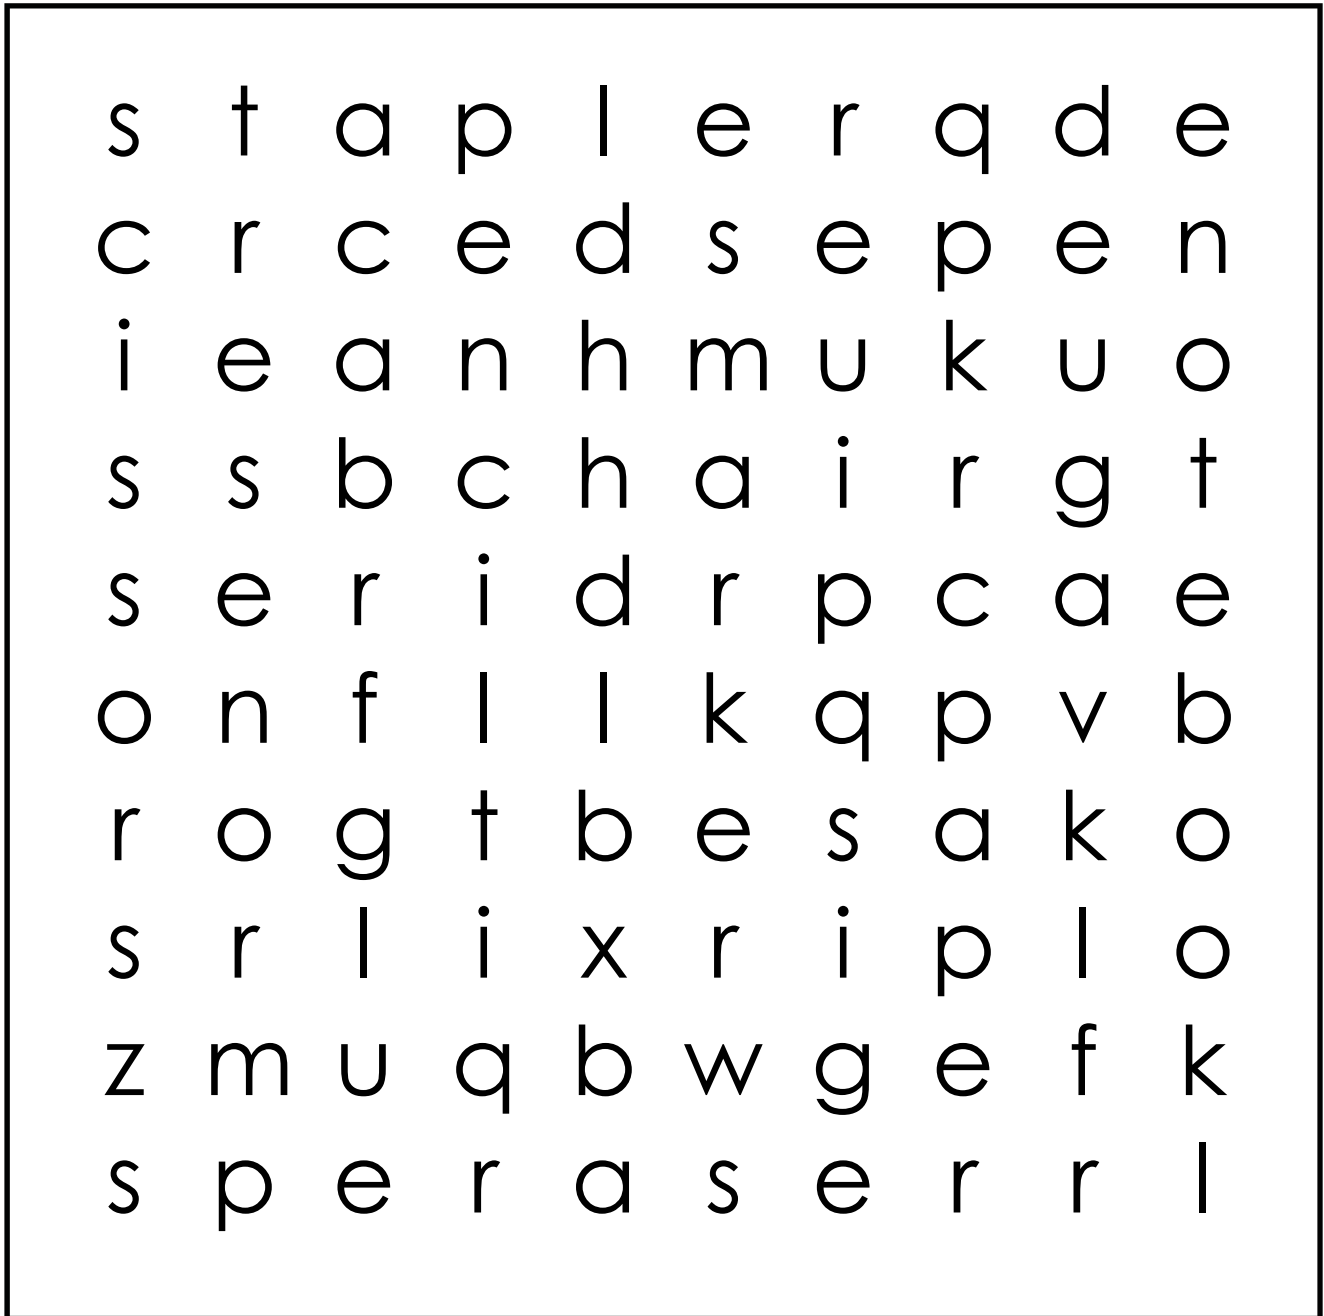 s t a p l e r q d e
c r c e d s e p e n
i e a n h m u k u o
s s b c h a i r g t
s e r i d r p c a e
o n f l l k q p v b
r o g t b e s a k o
s r l i x r i p l o
z m u q b w g e f k
s p e r a s e r r l